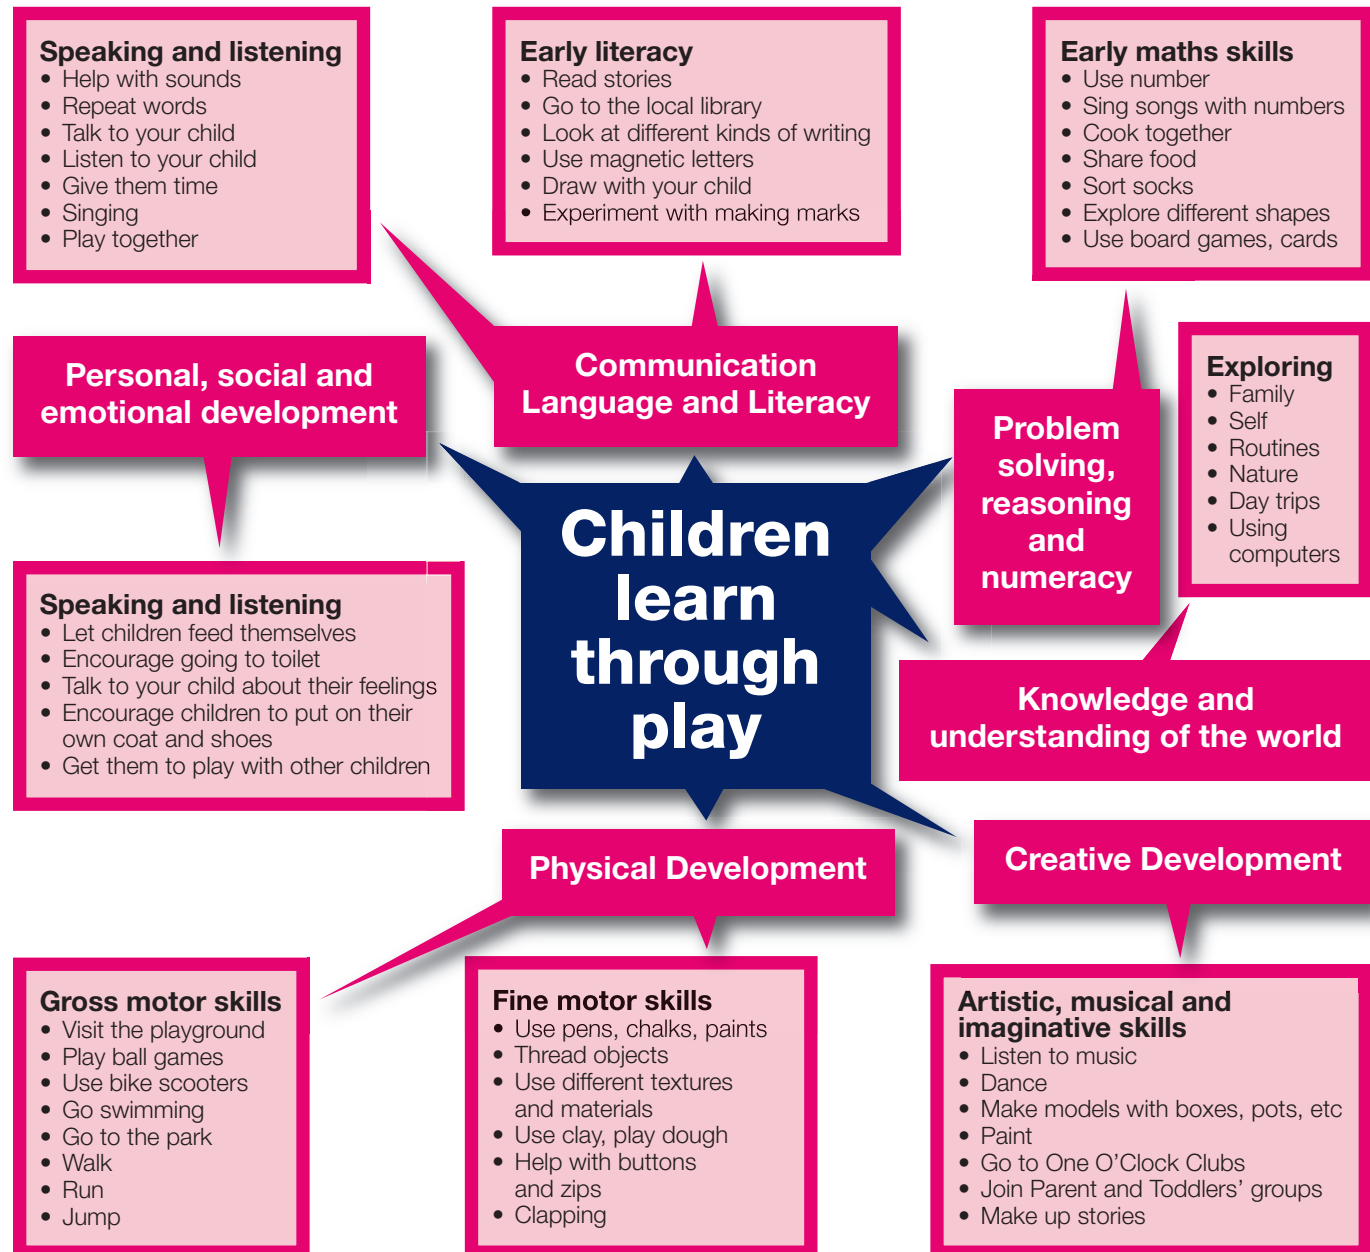 Speaking and listening
• Help with sounds
• Repeat words
• Talk to your child
• Listen to your child
• Give them time
• Singing
• Play together
Early literacy
• Read stories
• Go to the local library
• Look at different kinds of writing
• Use magnetic letters
• Draw with your child
• Experiment with making marks
Early maths skills
• Use number
• Sing songs with numbers
• Cook together
• Share food
• Sort socks
• Explore different shapes
• Use board games, cards
Personal, social and
emotional development
Communication
Language and Literacy
Problem
solving,
reasoning
and
numeracy
Exploring
• Family
• Self
• Routines
• Nature
• Day trips
• Using
computers
Children
learn
through
play
Speaking and listening
• Let children feed themselves
• Encourage going to toilet
• Talk to your child about their feelings
• Encourage children to put on their
own coat and shoes
• Get them to play with other children
Knowledge and
understanding of the world
Physical Development
Creative Development
Gross motor skills
• Visit the playground
• Play ball games
• Use bike scooters
• Go swimming
• Go to the park
• Walk
• Run
• Jump
Fine motor skills
• Use pens, chalks, paints
• Thread objects
• Use different textures
and materials
• Use clay, play dough
• Help with buttons
and zips
• Clapping
Artistic, musical and
imaginative skills
• Listen to music
• Dance
• Make models with boxes, pots, etc
• Paint
• Go to One O’Clock Clubs
• Join Parent and Toddlers’ groups
• Make up stories